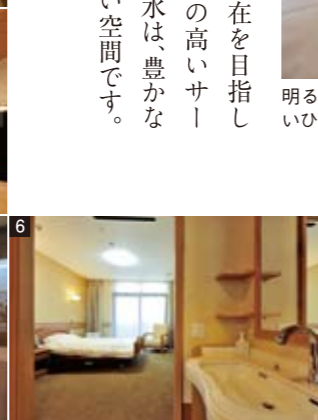 在を目指し
の高いサー
水は、豊かな
い空間です。
明る
いひ
6